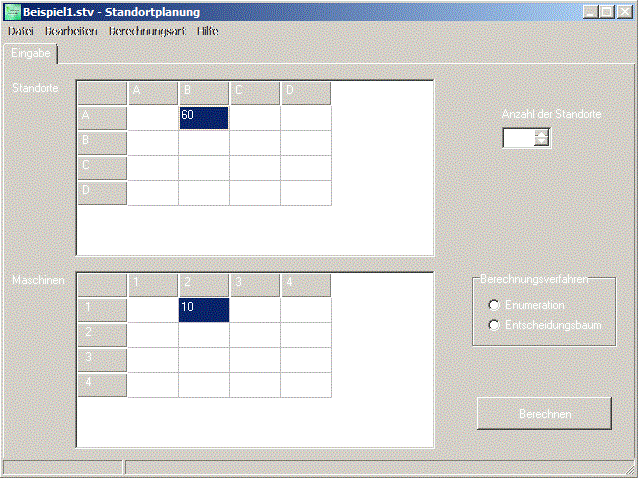 Beispiel1.stv - Standortplanung
Datei Bearbeiten Berechnungsart Hilfe
Eingabe
Standorte
A B C D
A 60
B
C
D
Anzahl der Standorte
Maschinen
1 2 3 4
1 10
2
3
4
Berechnungsverfahren
Enumeration
Entscheidungsbaum
Berechnen